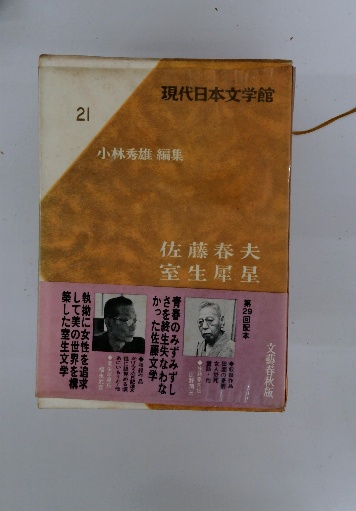 現代日本文学館
21
小林秀雄 編集
佐藤春夫
室生犀星
第29回配本
青春のみずみずし
さを終生失なわな
かった佐藤文学
執拗に女性を追求
して美の世界を構
築した室生文学
文藝春秋版